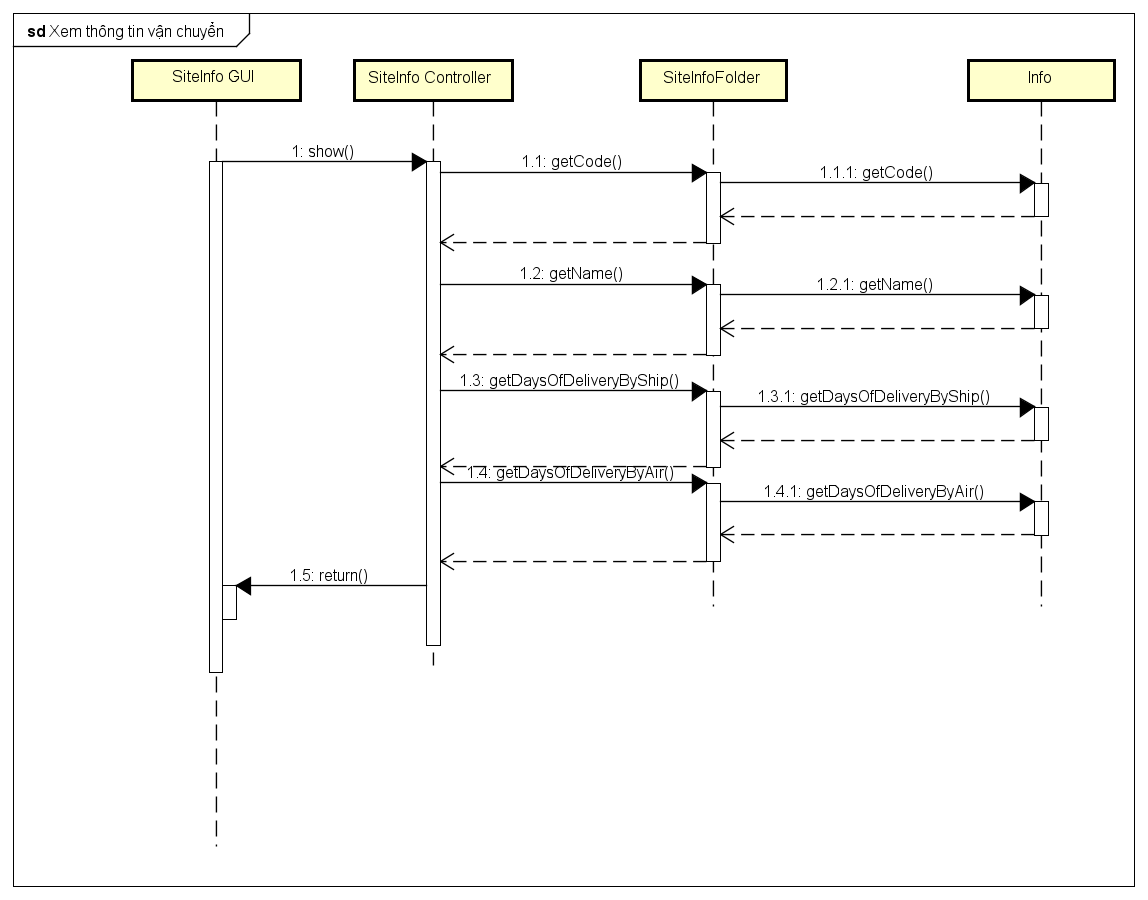 sd Xem thông tin vận chuyển
SiteInfo GUI
SiteInfo Controller
SiteInfoFolder
Info
1: show()
1.1: getCode()
1.1.1: getCode()
1.2: getName()
1.2.1: getName()
1.3: getDaysOfDeliveryByShip()
1.3.1: getDaysOfDeliveryByShip()
1.4: getDaysOfDeliveryByAir()
1.4.1: getDaysOfDeliveryByAir()
1.5: return()